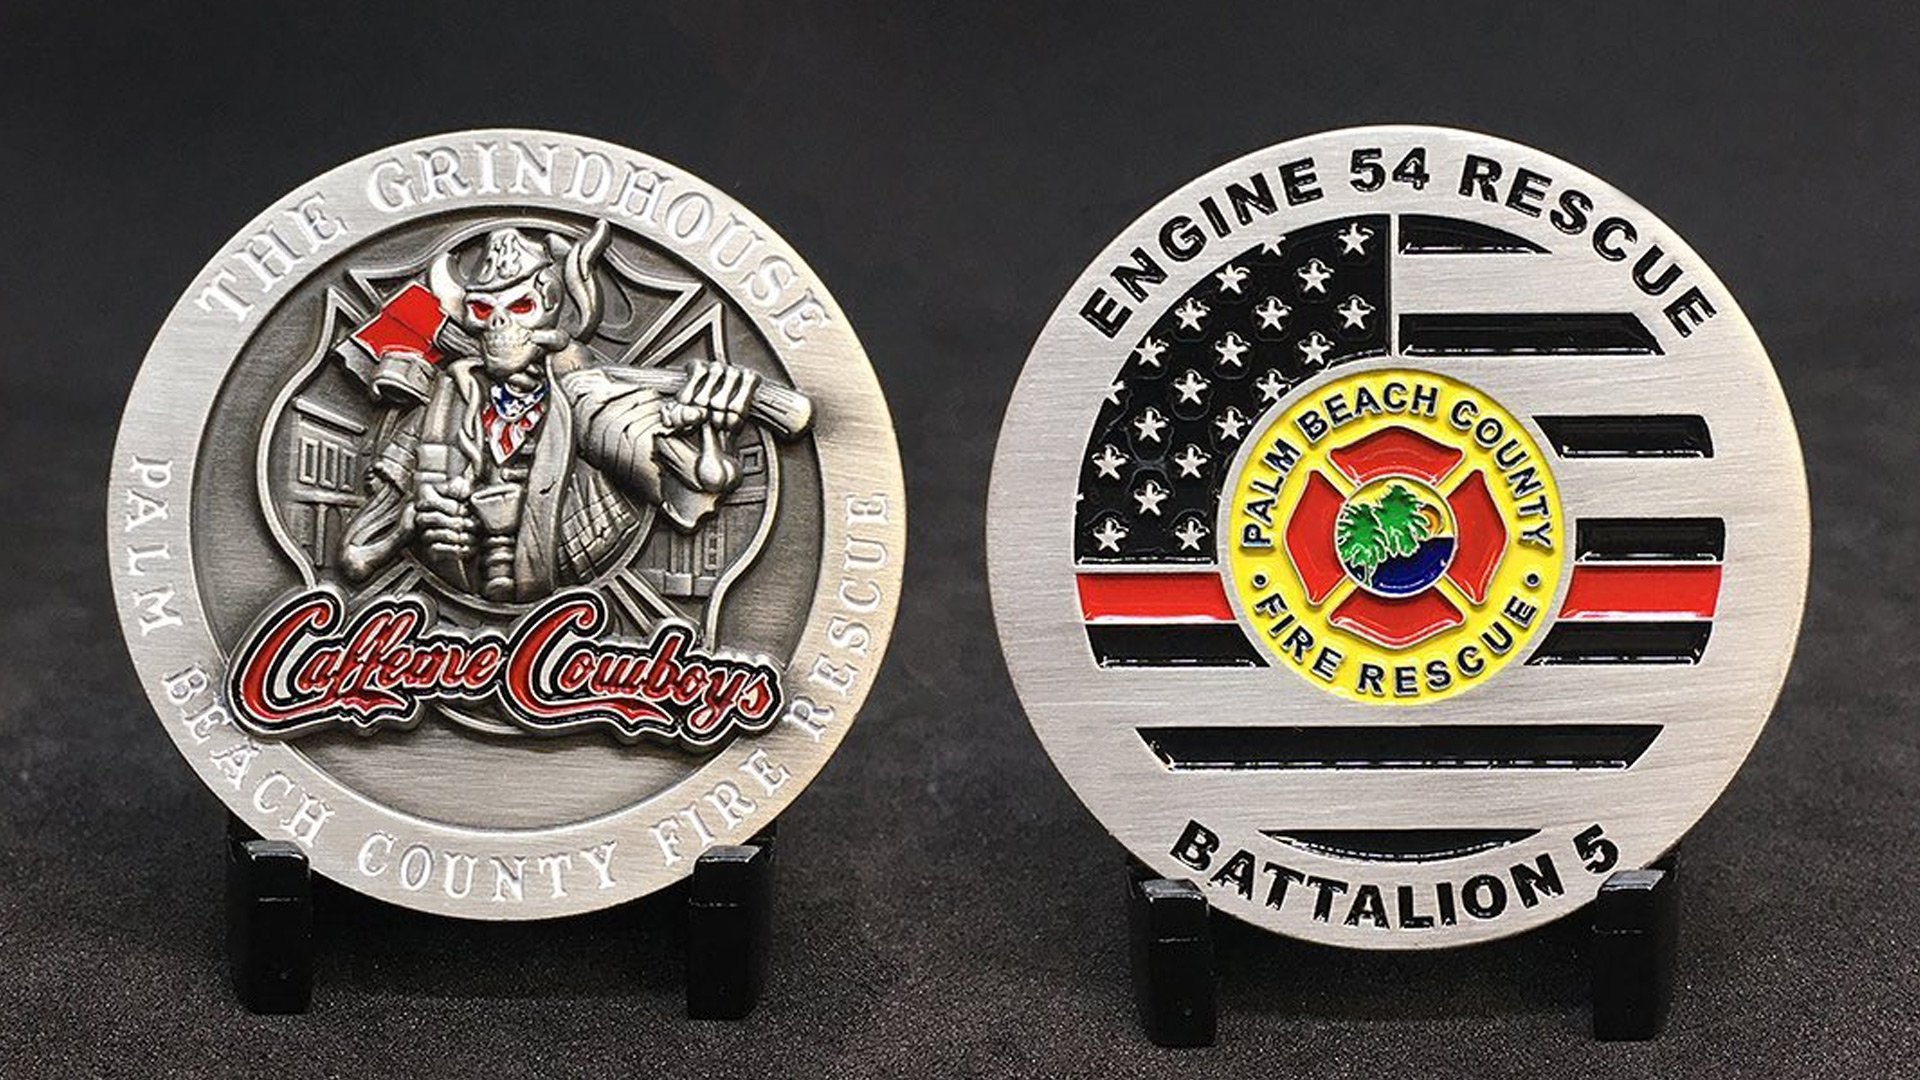 THE GRINDHOUSE
54
Caffeine Cowboys
PALM BEACH COUNTY FIRE RESCUE
ENGINE 54 RESCUE
PALM BEACH COUNTY
• FIRE RESCUE •
BATTALION 5